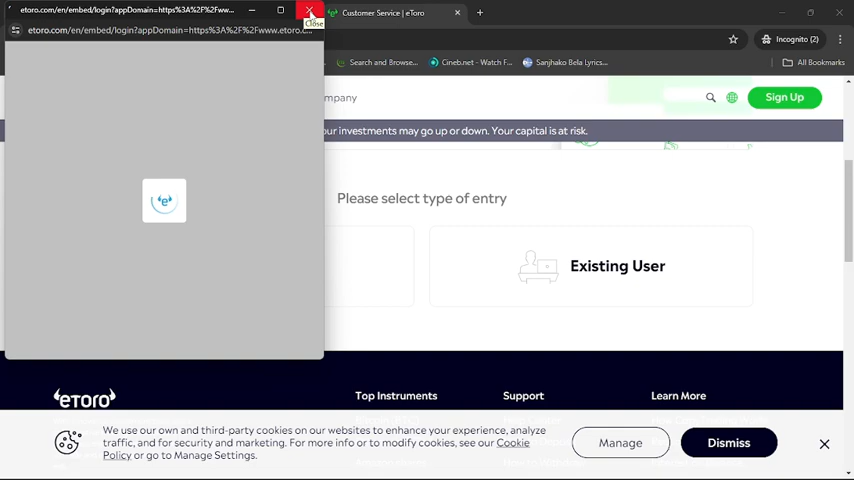 etoro.com/en/embed/login?appDomain=https%3A%2F%2Fww...
Close
Customer Service | eToro
etoro.com/en/embed/login?appDomain=https%3A%2F%2Fwww.etoro.c...
Incognito (2)
Search and Browse...
Cineb.net - Watch F...
Sanjhako Bela Lyrics...
All Bookmarks
mpany
Sign Up
our investments may go up or down. Your capital is at risk.
Please select type of entry
Existing User
eToro
Top Instruments
Support
Learn More
We use our own and third-party cookies on our websites to enhance your experience, analyze
traffic, and for security and marketing. For more info or to modify cookies, see our Cookie
Policy or go to Manage Settings.
Manage
Dismiss